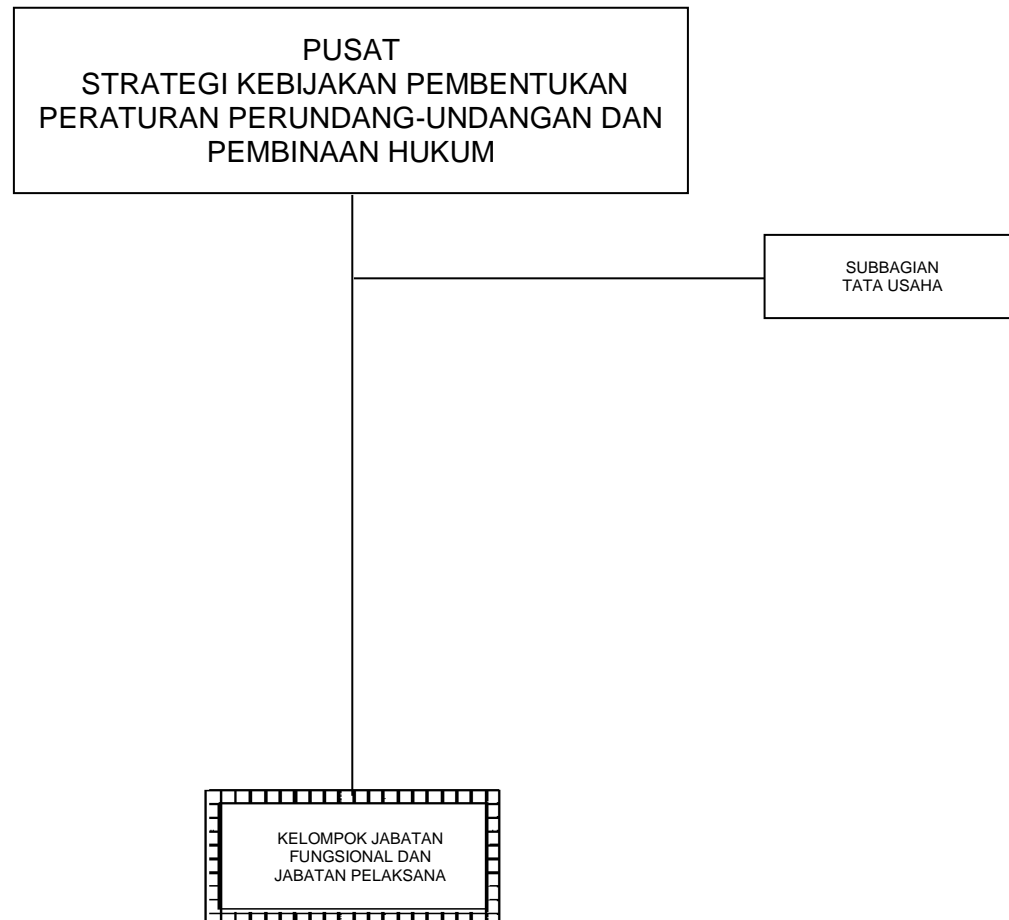 PUSAT
STRATEGI KEBIJAKAN PEMBENTUKAN
PERATURAN PERUNDANG-UNDANGAN DAN
PEMBINAAN HUKUM
SUBBAGIAN
TATA USAHA
KELOMPOK JABATAN
FUNGSIONAL DAN
JABATAN PELAKSANA